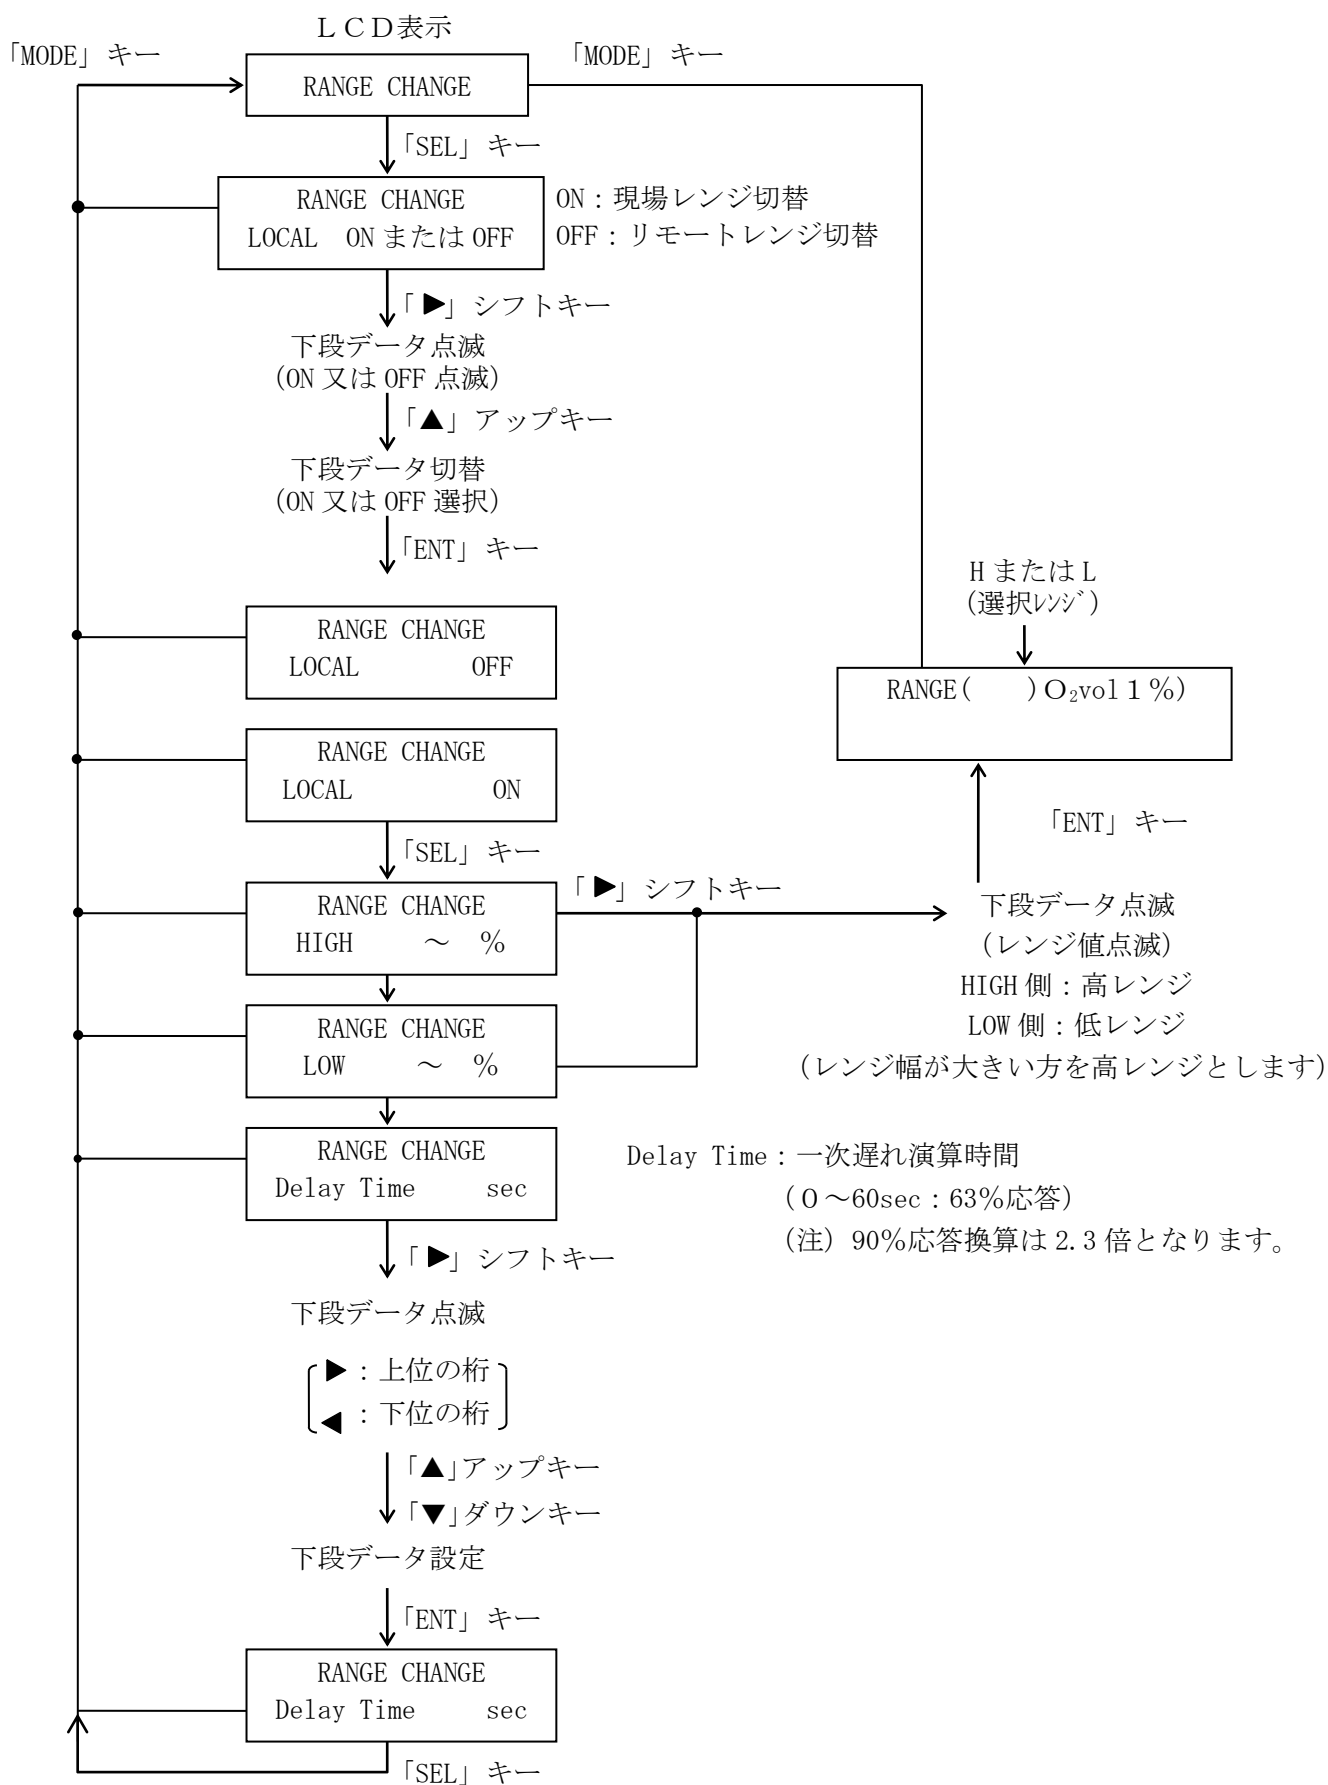 ＬＣＤ表示
「MODE」キー
「MODE」キー
RANGE CHANGE
「SEL」キー
RANGE CHANGE
LOCAL ON または OFF
ON：現場レンジ切替
OFF：リモートレンジ切替
「▶」シフトキー
下段データ点滅
(ON 又は OFF 点滅)
「▲」アップキー
下段データ切替
(ON 又は OFF 選択)
「ENT」キー
RANGE CHANGE
LOCAL OFF
RANGE CHANGE
LOCAL ON
「SEL」キー
RANGE CHANGE
HIGH ～ %
「▶」シフトキー
RANGE CHANGE
LOW ～ %
H または L
(選択ﾚﾝｼﾞ)
RANGE( )Ｏ₂vol１%)
「ENT」キー
下段データ点滅
(レンジ値点滅)
HIGH 側：高レンジ
LOW 側：低レンジ
(レンジ幅が大きい方を高レンジとします)
RANGE CHANGE
Delay Time sec
Delay Time：一次遅れ演算時間
(０～60sec：63%応答)
(注) 90%応答換算は 2.3 倍となります。
「▶」シフトキー
下段データ点滅
▶：上位の桁
◀：下位の桁
「▲」アップキー
「▼」ダウンキー
下段データ設定
「ENT」キー
RANGE CHANGE
Delay Time sec
「SEL」キー